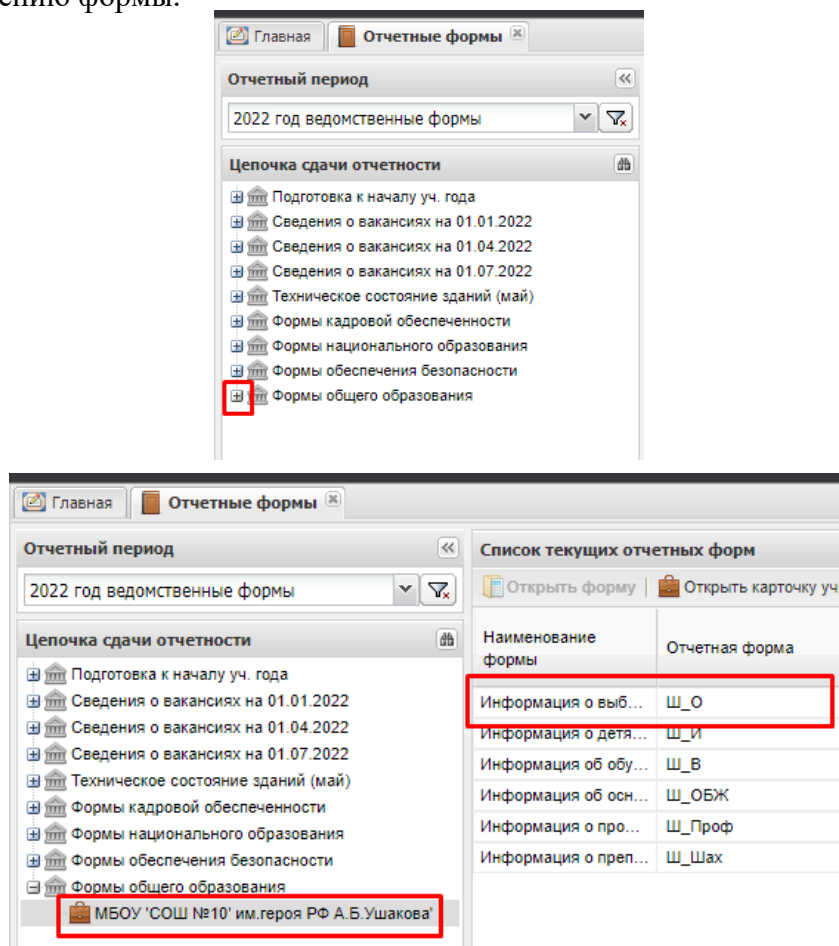 ению формы.
Главная Отчетные формы
Отчетный период
2022 год ведомственные формы
Цепочка сдачи отчетности
Подготовка к началу уч. года
Сведения о вакансиях на 01.01.2022
Сведения о вакансиях на 01.04.2022
Сведения о вакансиях на 01.07.2022
Техническое состояние зданий (май)
Формы кадровой обеспеченности
Формы национального образования
Формы обеспечения безопасности
Формы общего образования
Главная Отчетные формы
Отчетный период
2022 год ведомственные формы
Цепочка сдачи отчетности
Подготовка к началу уч. года
Сведения о вакансиях на 01.01.2022
Сведения о вакансиях на 01.04.2022
Сведения о вакансиях на 01.07.2022
Техническое состояние зданий (май)
Формы кадровой обеспеченности
Формы национального образования
Формы обеспечения безопасности
Формы общего образования
МБОУ 'СОШ №10' им.героя РФ А.Б.Ушакова'
Список текущих отчетных форм
Открыть форму | Открыть карточку уч
Наименование формы Отчетная форма
Информация о выб... Ш_О
Информация о детя... Ш_И
Информация об обу... Ш_В
Информация об осн... Ш_ОБЖ
Информация о про... Ш_Проф
Информация о преп... Ш_Шах